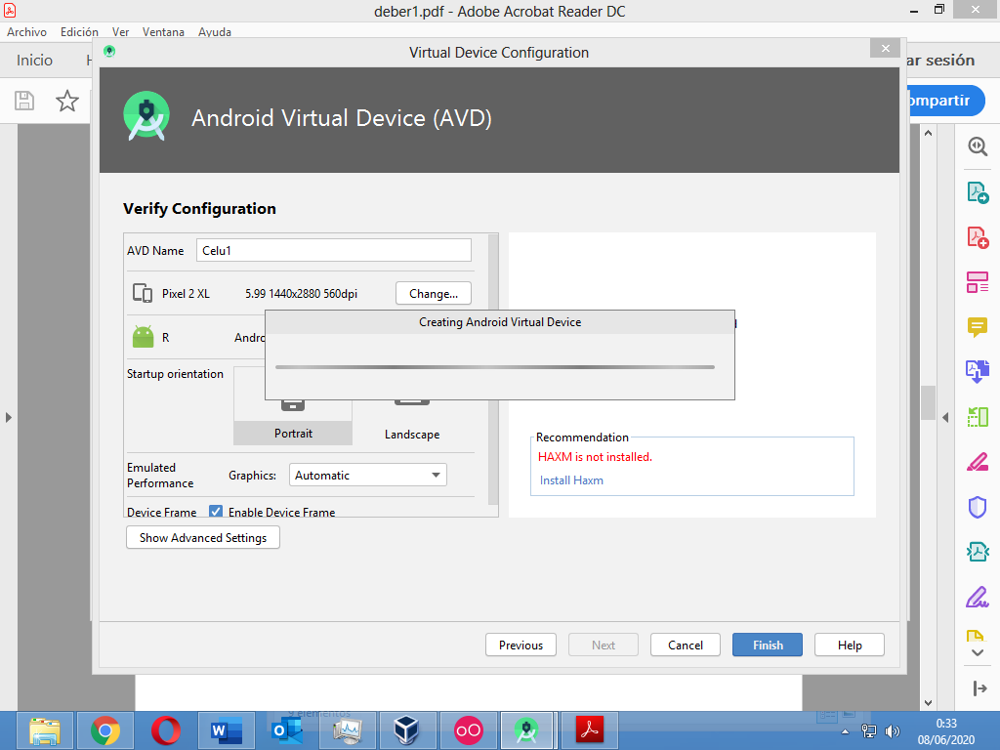 deber1.pdf - Adobe Acrobat Reader DC
Archivo Edición Ver Ventana Ayuda
Virtual Device Configuration
Inicio
ar sesión
ompartir
Android Virtual Device (AVD)
Verify Configuration
AVD Name Celu1
Pixel 2 XL 5.99 1440x2880 560dpi Change...
Creating Android Virtual Device
R Andro
Startup orientation
Portrait Landscape
Recommendation
HAXM is not installed.
Install Haxm
Emulated
Performance Graphics: Automatic
Device Frame Enable Device Frame
Show Advanced Settings
Previous Next Cancel Finish Help
9 elementos
0:33
08/06/2020